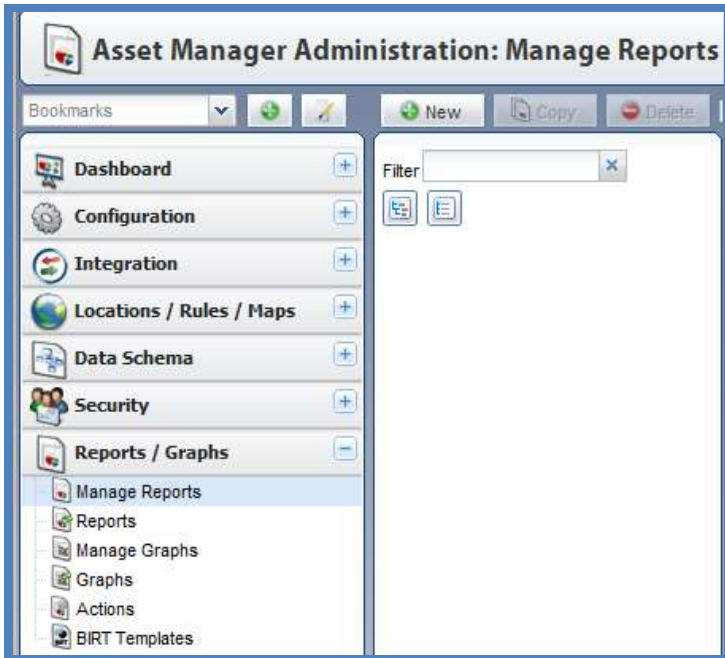 Asset Manager Administration: Manage Reports
Bookmarks
New
Copy
Delete
Dashboard
Configuration
Integration
Locations / Rules / Maps
Data Schema
Security
Reports / Graphs
Manage Reports
Reports
Manage Graphs
Graphs
Actions
BIRT Templates
Filter